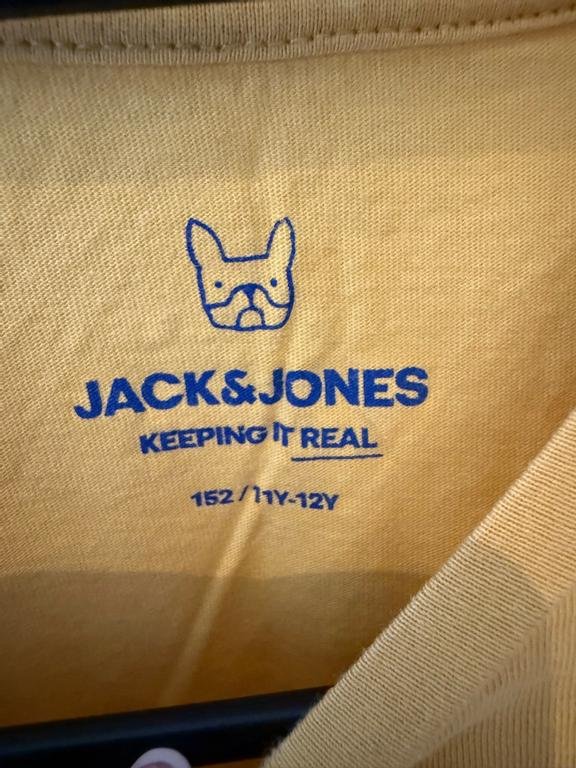 JACK&JONES
KEEPING IT REAL
152 / 11Y-12Y